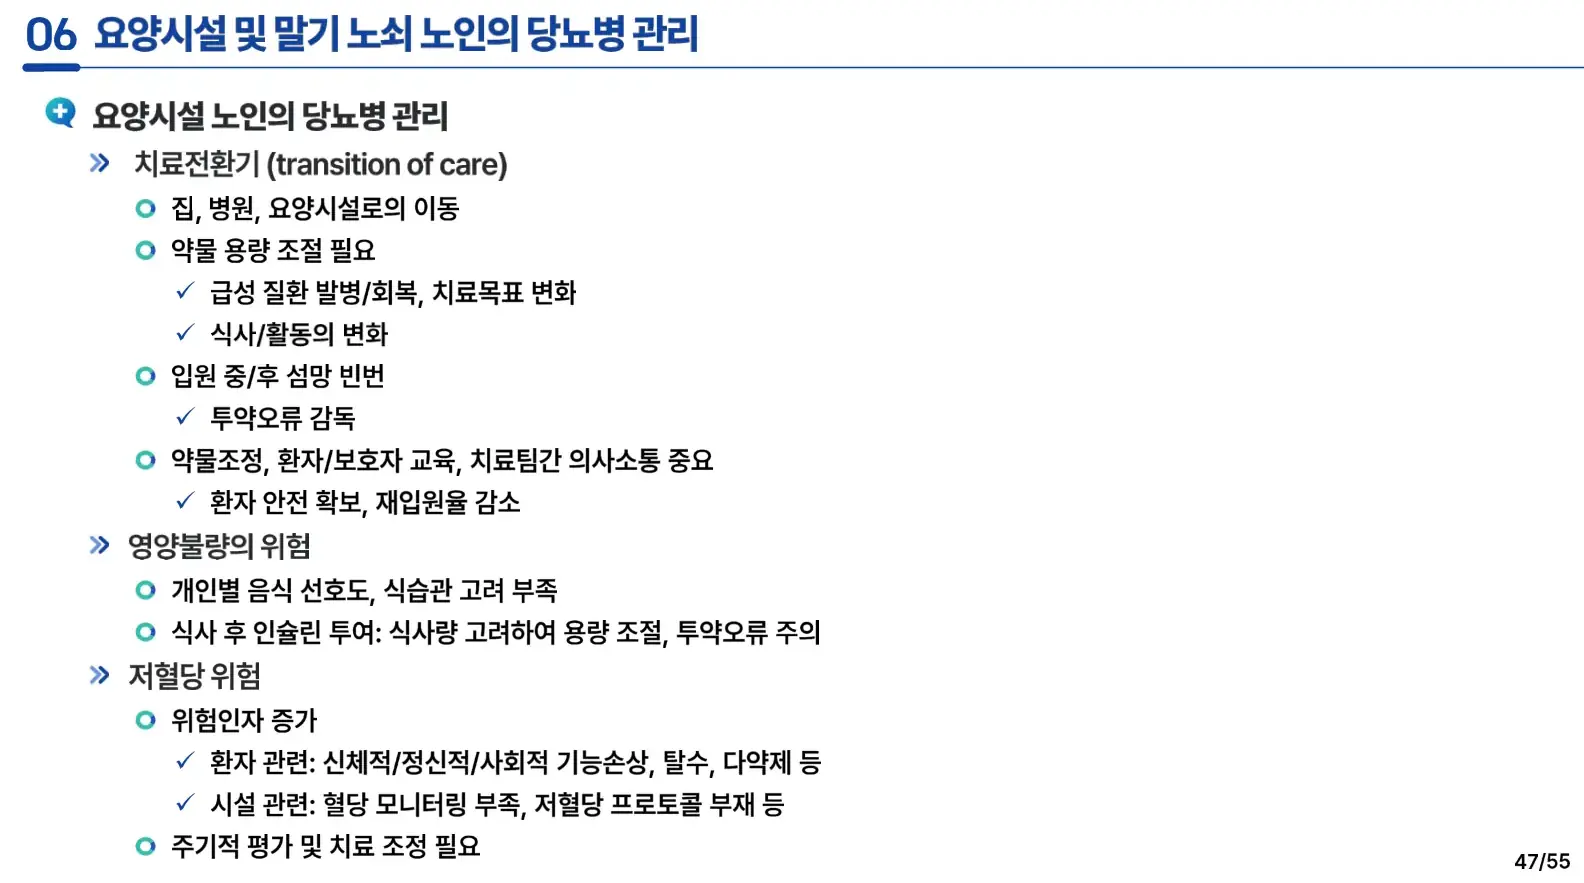 06 요양시설 및 말기 노쇠 노인의 당뇨병 관리
요양시설 노인의 당뇨병 관리
치료전환기 (transition of care)
집, 병원, 요양시설로의 이동
약물 용량 조절 필요
급성 질환 발병/회복, 치료목표 변화
식사/활동의 변화
입원 중/후 섬망 빈번
투약오류 감독
약물조정, 환자/보호자 교육, 치료팀간 의사소통 중요
환자 안전 확보, 재입원율 감소
영양불량의 위험
개인별 음식 선호도, 식습관 고려 부족
식사 후 인슐린 투여: 식사량 고려하여 용량 조절, 투약오류 주의
저혈당 위험
위험인자 증가
환자 관련: 신체적/정신적/사회적 기능손상, 탈수, 다약제 등
시설 관련: 혈당 모니터링 부족, 저혈당 프로토콜 부재 등
주기적 평가 및 치료 조정 필요
47/55